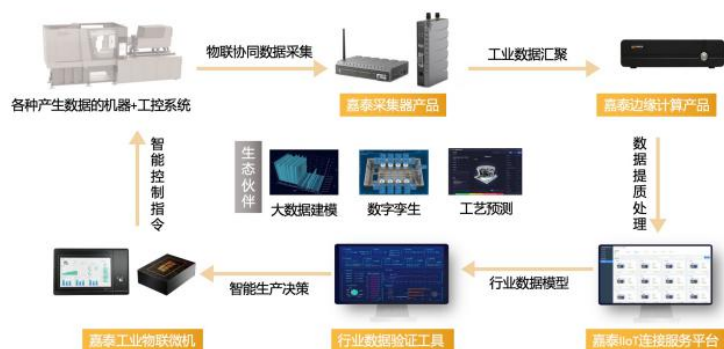 物联协同数据采集
工业数据汇聚
各种产生数据的机器+工控系统
嘉泰采集器产品
嘉泰边缘计算产品
智能控制指令
生态伙伴
大数据建模
数字孪生
工艺预测
数据提质处理
智能生产决策
行业数据模型
嘉泰工业物联微机
行业数据验证工具
嘉泰IIoT连接服务平台